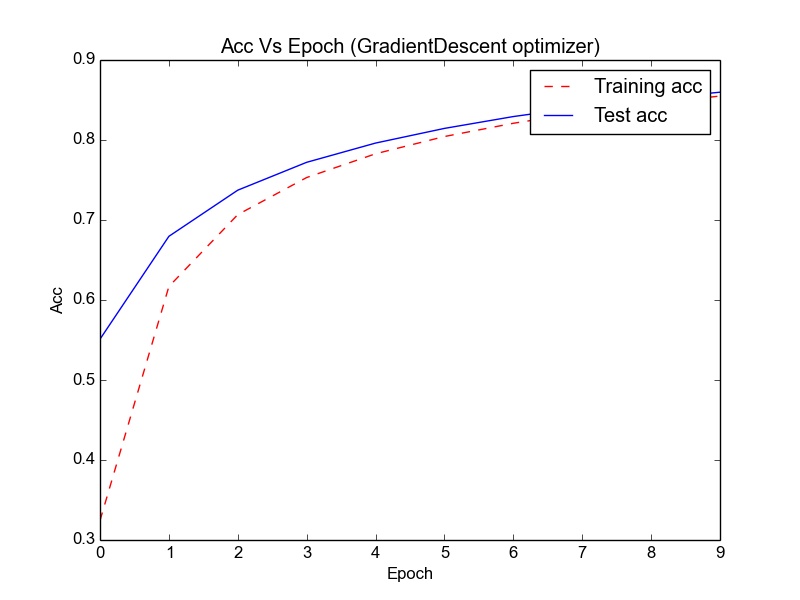 Acc Vs Epoch (GradientDescent optimizer)
0.9
Training acc
Test acc
0.8
0.7
0.6
Acc
0.5
0.4
0.3
0 1 2 3 4 5 6 7 8 9
Epoch